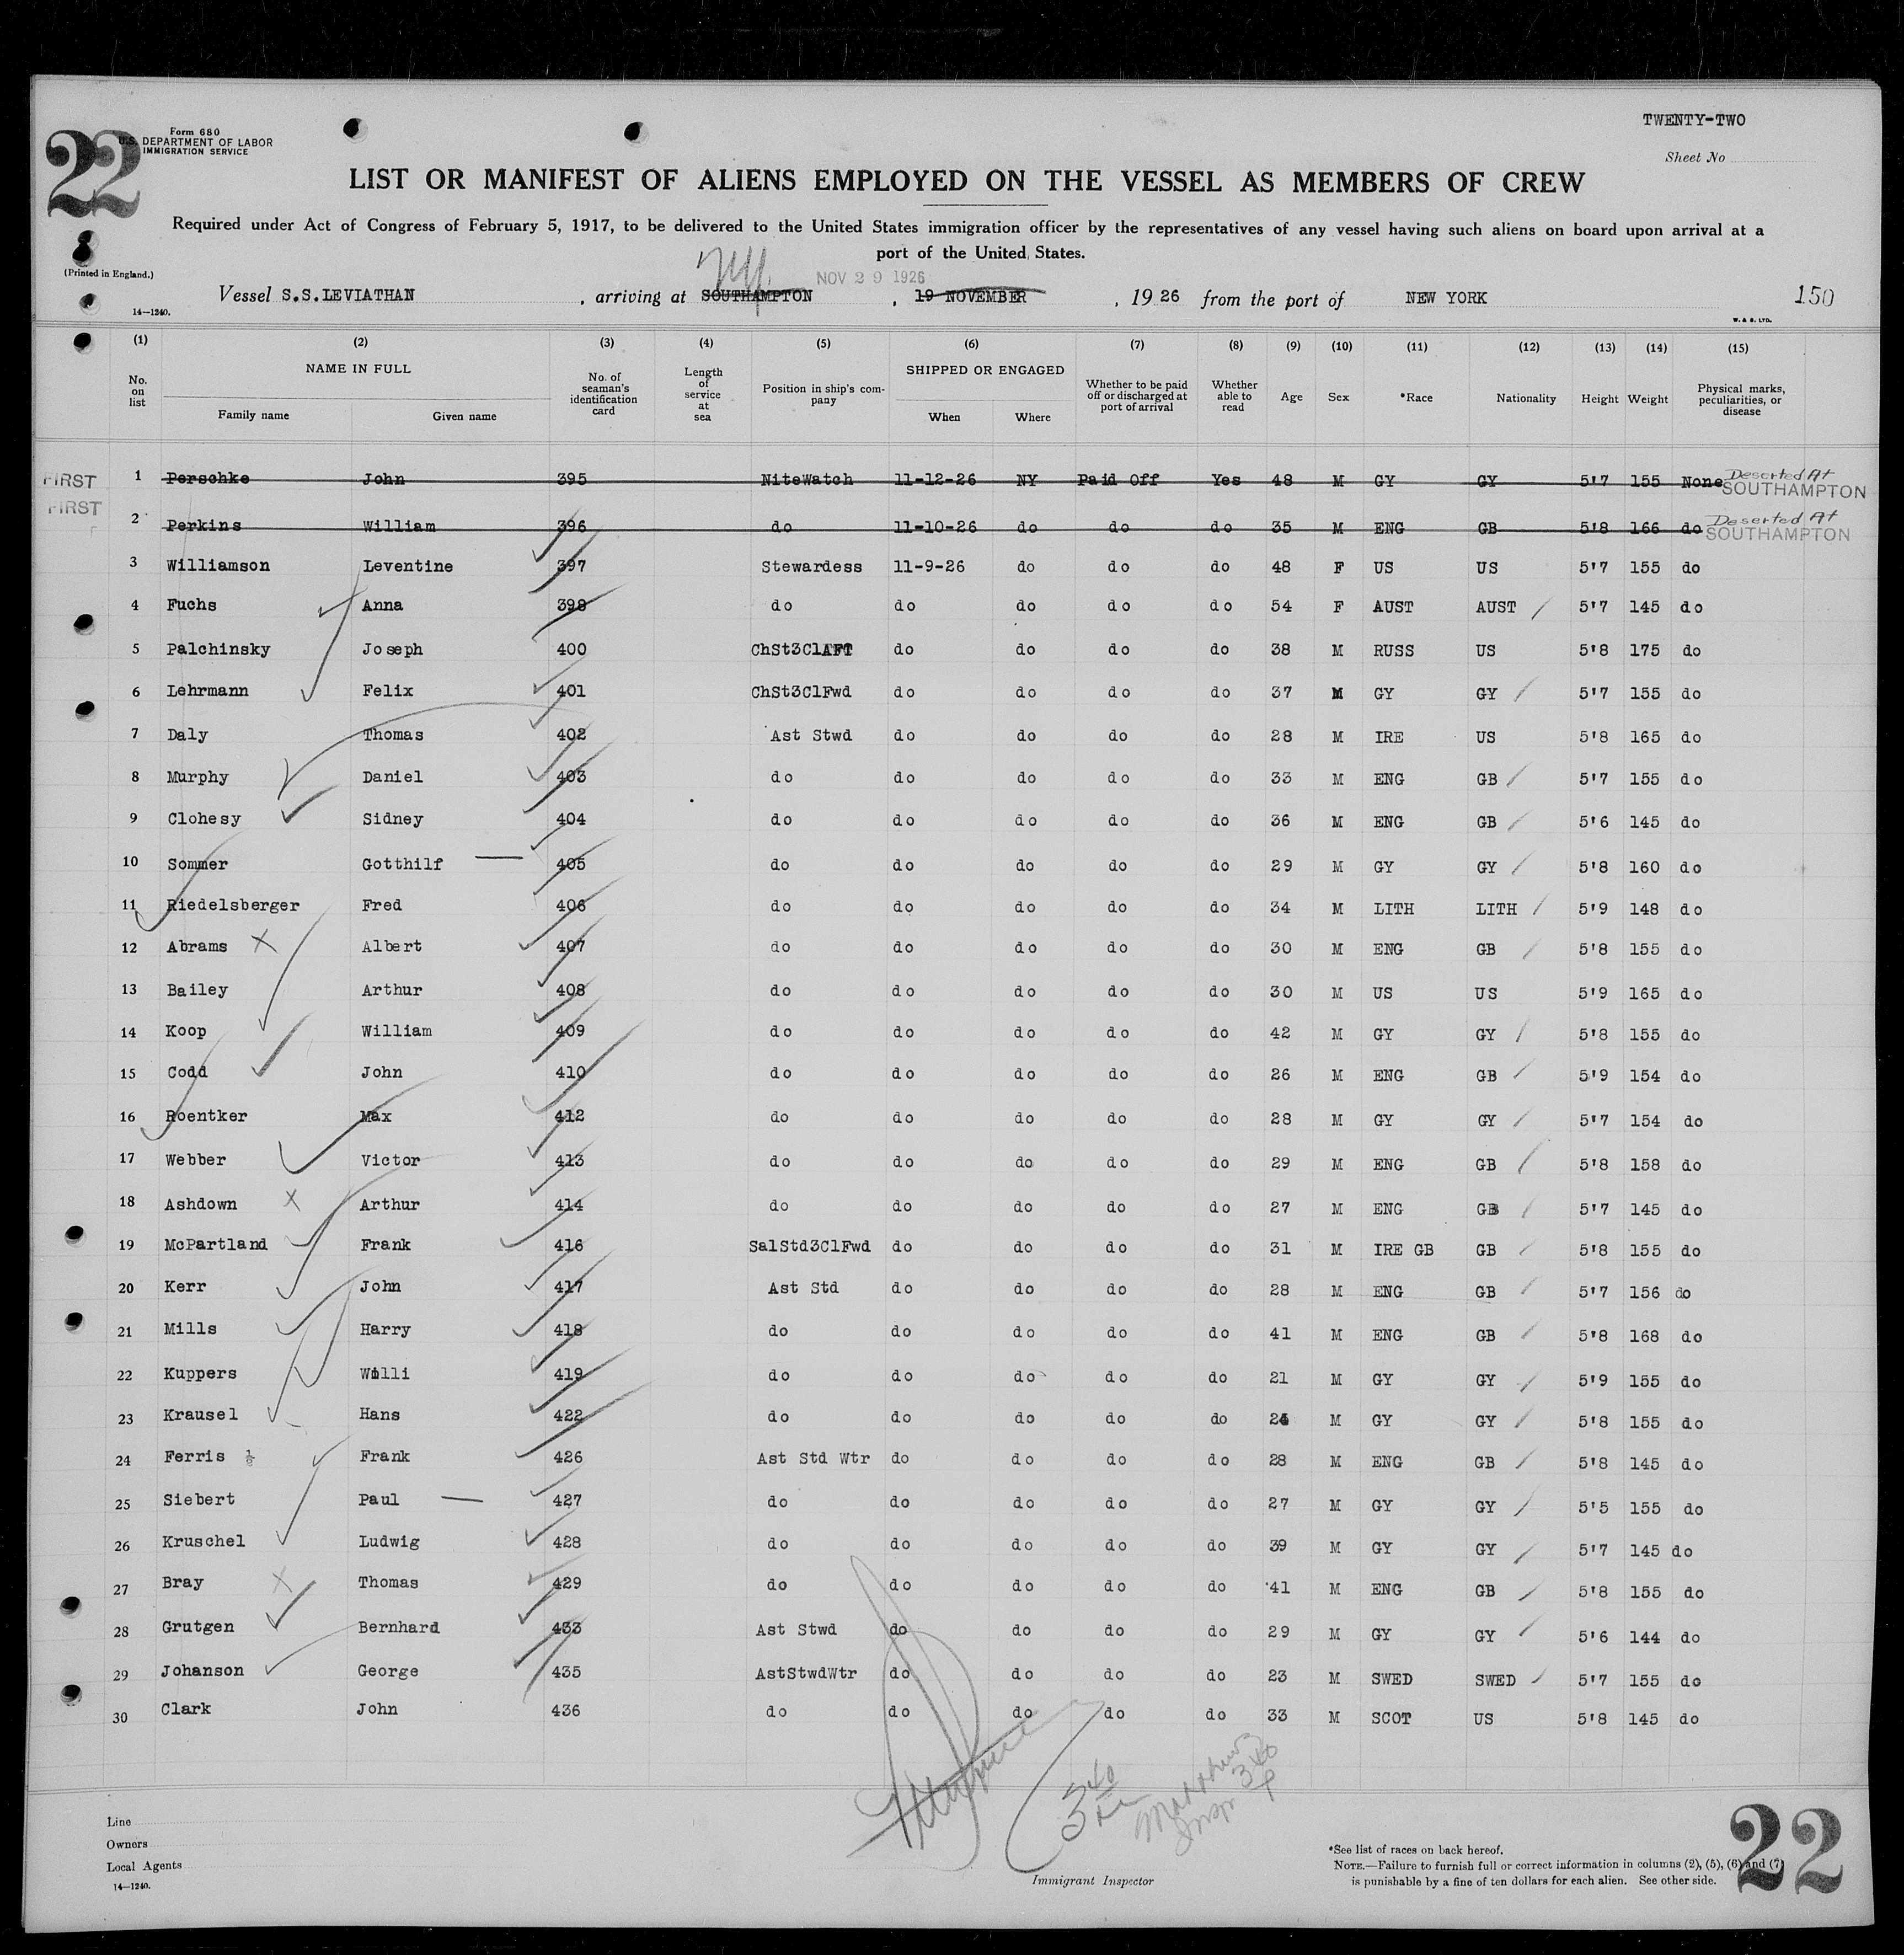 TWENTY-TWO
Sheet No
22
Form 680
U.S. DEPARTMENT OF LABOR
IMMIGRATION SERVICE
LIST OR MANIFEST OF ALIENS EMPLOYED ON THE VESSEL AS MEMBERS OF CREW
Required under Act of Congress of February 5, 1917, to be delivered to the United States immigration officer by the representatives of any vessel having such aliens on board upon arrival at a
port of the United States.
(Printed in England.)
NOV 29 1926
Vessel S.S.LEVIATHAN , arriving at SOUTHAMPTON , 19 NOVEMBER , 19 26 from the port of NEW YORK 150
14—1240. W. & S. LTD.
(1) (2) (3) (4) (5) (6) (7) (8) (9) (10) (11) (12) (13) (14) (15)
No. on list NAME IN FULL Family name Given name No. of seaman's identification card Length of service at sea Position in ship's company SHIPPED OR ENGAGED When Where Whether to be paid off or discharged at port of arrival Whether able to read Age Sex *Race Nationality Height Weight Physical marks, peculiarities, or disease
FIRST 1 Perschke John 395 NiteWatch 11-12-26 NY Paid Off Yes 48 M GY GY 5'7 155 None Deserted At SOUTHAMPTON
FIRST 2 Perkins William 396 do 11-10-26 do do do 35 M ENG GB 5'8 166 do Deserted At SOUTHAMPTON
3 Williamson Leventine 397 Stewardess 11-9-26 do do do 48 F US US 5'7 155 do
4 Fuchs Anna 398 do do do do do 54 F AUST AUST 5'7 145 do
5 Palchinsky Joseph 400 ChSt3ClAFT do do do do 38 M RUSS US 5'8 175 do
6 Lehrmann Felix 401 ChSt3ClFwd do do do do 37 M GY GY 5'7 155 do
7 Daly Thomas 402 Ast Stwd do do do do 28 M IRE US 5'8 165 do
8 Murphy Daniel 403 do do do do do 33 M ENG GB 5'7 155 do
9 Clohesy Sidney 404 do do do do do 36 M ENG GB 5'6 145 do
10 Sommer Gotthilf 405 do do do do do 29 M GY GY 5'8 160 do
11 Riedelsberger Fred 406 do do do do do 34 M LITH LITH 5'9 148 do
12 Abrams X Albert 407 do do do do do 30 M ENG GB 5'8 155 do
13 Bailey Arthur 408 do do do do do 30 M US US 5'9 165 do
14 Koop William 409 do do do do do 42 M GY GY 5'8 155 do
15 Codd John 410 do do do do do 26 M ENG GB 5'9 154 do
16 Roentker Max 412 do do do do do 28 M GY GY 5'7 154 do
17 Webber Victor 413 do do do do do 29 M ENG GB 5'8 158 do
18 Ashdown X Arthur 414 do do do do do 27 M ENG GB 5'7 145 do
19 McPartland Frank 416 SalStd3ClFwd do do do do 31 M IRE GB GB 5'8 155 do
20 Kerr John 417 Ast Std do do do do 28 M ENG GB 5'7 156 do
21 Mills Harry 418 do do do do do 41 M ENG GB 5'8 168 do
22 Kuppers Willi 419 do do do do do 21 M GY GY 5'9 155 do
23 Krausel Hans 422 do do do do do M GY GY 5'8 155 do
24 Ferris Frank 426 Ast Std Wtr do do do do 28 M ENG GB 5'8 145 do
25 Siebert Paul 427 do do do do do 27 M GY GY 5'5 155 do
26 Kruschel Ludwig 428 do do do do do 39 M GY GY 5'7 145 do
27 Bray X Thomas 429 do do do do do 41 M ENG GB 5'8 155 do
28 Grutgen Bernhard 433 Ast Stwd do do do do 29 M GY GY 5'6 144 do
29 Johanson George 435 AstStwdWtr do do do do 23 M SWED SWED 5'7 155 do
30 Clark John 436 do do do do do 33 M SCOT US 5'8 145 do
Line
Owners
Local Agents
14—1240.
Immigrant Inspector
*See list of races on back hereof.
NOTE.—Failure to furnish full or correct information in columns (2), (5), (6) and (7)
is punishable by a fine of ten dollars for each alien. See other side.
22